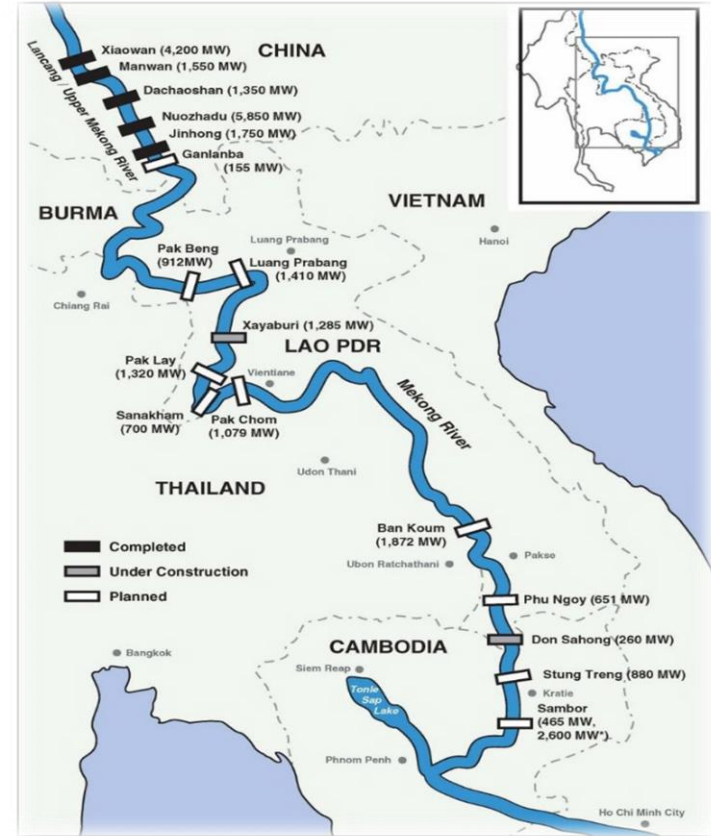 Xiaowan (4,200 MW)
CHINA
Manwan (1,550 MW)
Dachaoshan (1,350 MW)
Nuozhadu (5,850 MW)
Jinhong (1,750 MW)
Ganlanba
(155 MW)
Lancang / Upper Mekong River
BURMA
VIETNAM
Hanoi
Pak Beng
(912MW)
Luang Prabang
Luang Prabang
(1,410 MW)
Chiang Rai
Xayaburi (1,285 MW)
LAO PDR
Pak Lay
(1,320 MW)
Vientiane
Mekong River
Sanakham
(700 MW)
Pak Chom
(1,079 MW)
Udon Thani
THAILAND
Ban Koum
(1,872 MW)
Completed
Under Construction
Planned
Ubon Ratchathani
Pakse
Phu Ngoy (651 MW)
Don Sahong (260 MW)
CAMBODIA
Bangkok
Siem Reap
Stung Treng (880 MW)
Tonle
Sap
Lake
Kratie
Sambor
(465 MW,
2,600 MW*)
Phnom Penh
Ho Chi Minh City